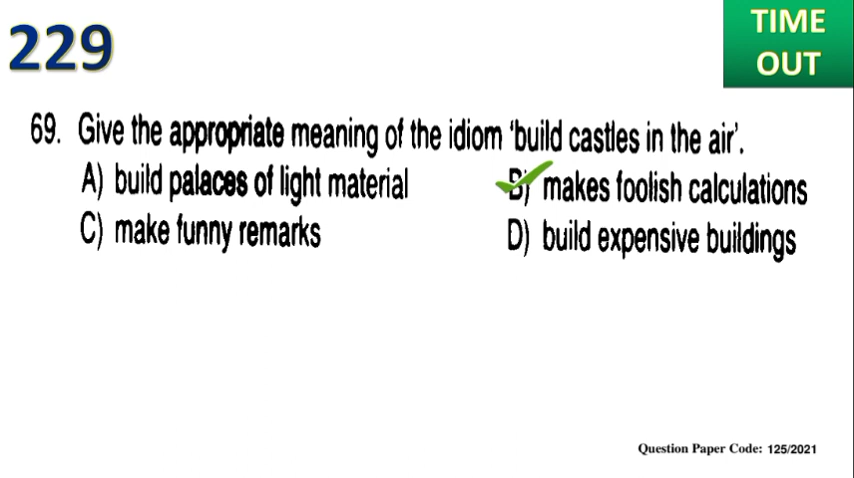 229
TIME
OUT
69. Give the appropriate meaning of the idiom 'build castles in the air'.
A) build palaces of light material B) makes foolish calculations
C) make funny remarks D) build expensive buildings
Question Paper Code: 125/2021